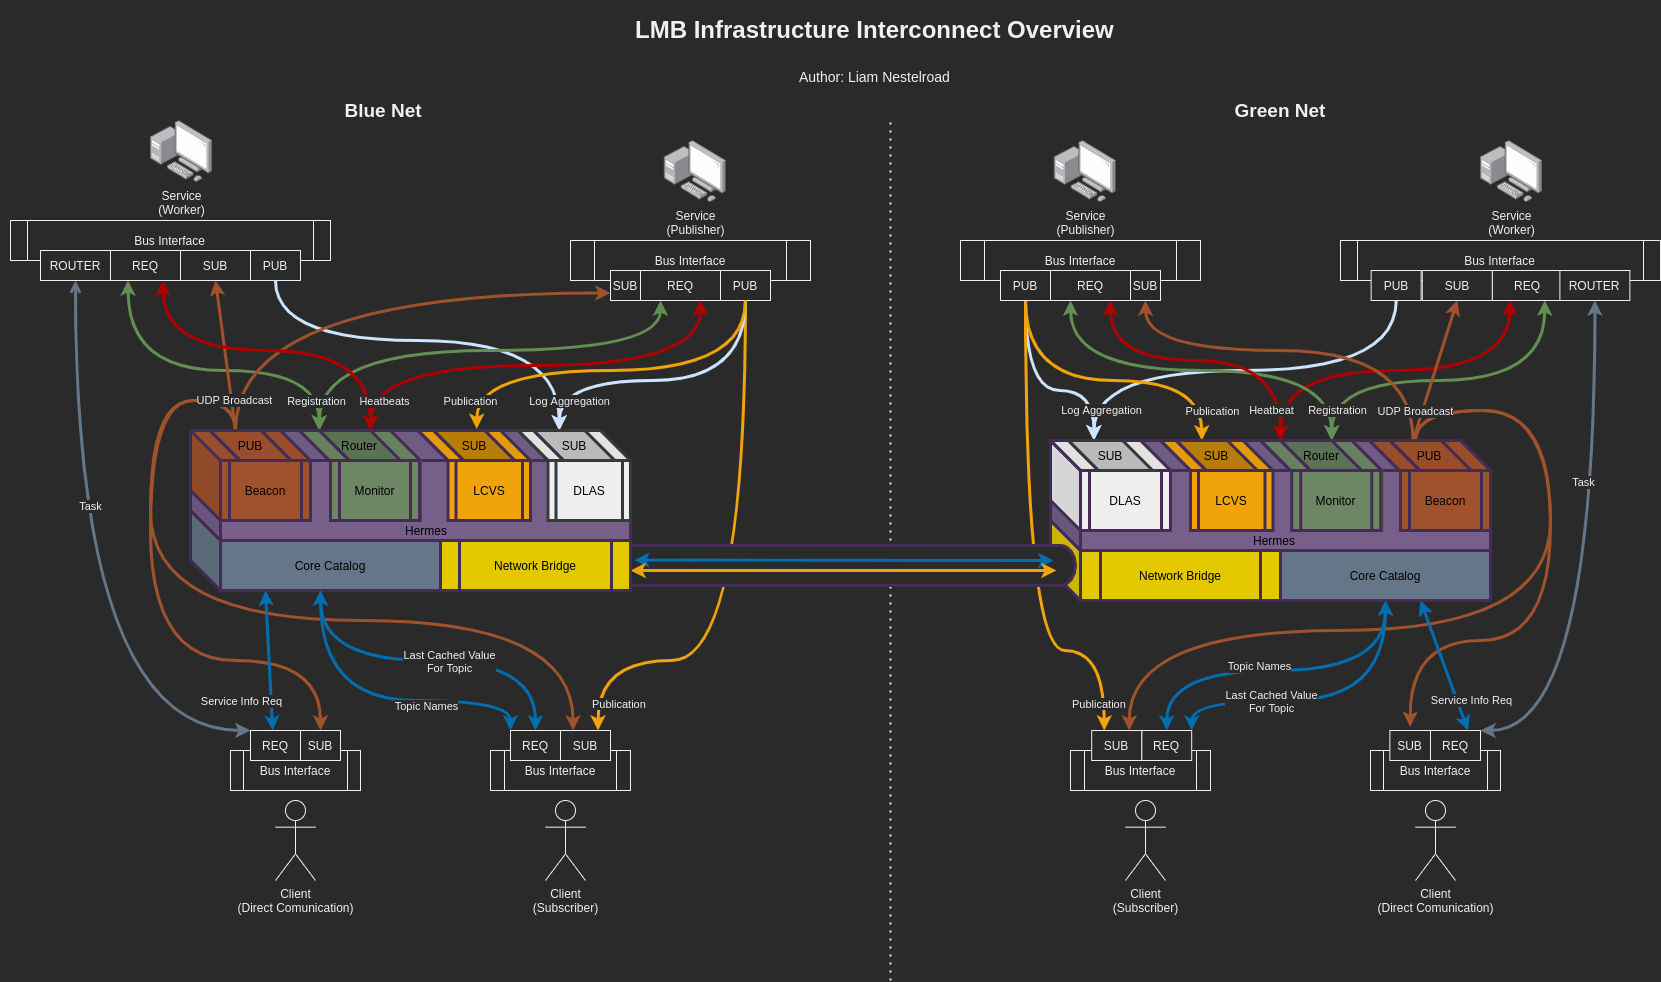 LMB Infrastructure Interconnect Overview
Author: Liam Nestelroad
Blue Net
Green Net
Service
(Worker)
Bus Interface
ROUTER
REQ
SUB
PUB
Service
(Publisher)
Bus Interface
SUB
REQ
PUB
Service
(Publisher)
Bus Interface
PUB
REQ
SUB
Service
(Worker)
Bus Interface
PUB
SUB
REQ
ROUTER
UDP Broadcast
Registration
Heatbeats
Publication
Log Aggregation
Log Aggregation
Publication
Heatbeat
Registration
UDP Broadcast
PUB
Router
SUB
SUB
Beacon
Monitor
LCVS
DLAS
Hermes
Core Catalog
Network Bridge
SUB
SUB
Router
PUB
DLAS
LCVS
Monitor
Beacon
Hermes
Network Bridge
Core Catalog
Task
Task
Last Cached Value
For Topic
Service Info Req
Topic Names
Publication
Topic Names
Last Cached Value
For Topic
Publication
Service Info Req
REQ
SUB
Bus Interface
Client
(Direct Comunication)
REQ
SUB
Bus Interface
Client
(Subscriber)
SUB
REQ
Bus Interface
Client
(Subscriber)
SUB
REQ
Bus Interface
Client
(Direct Comunication)